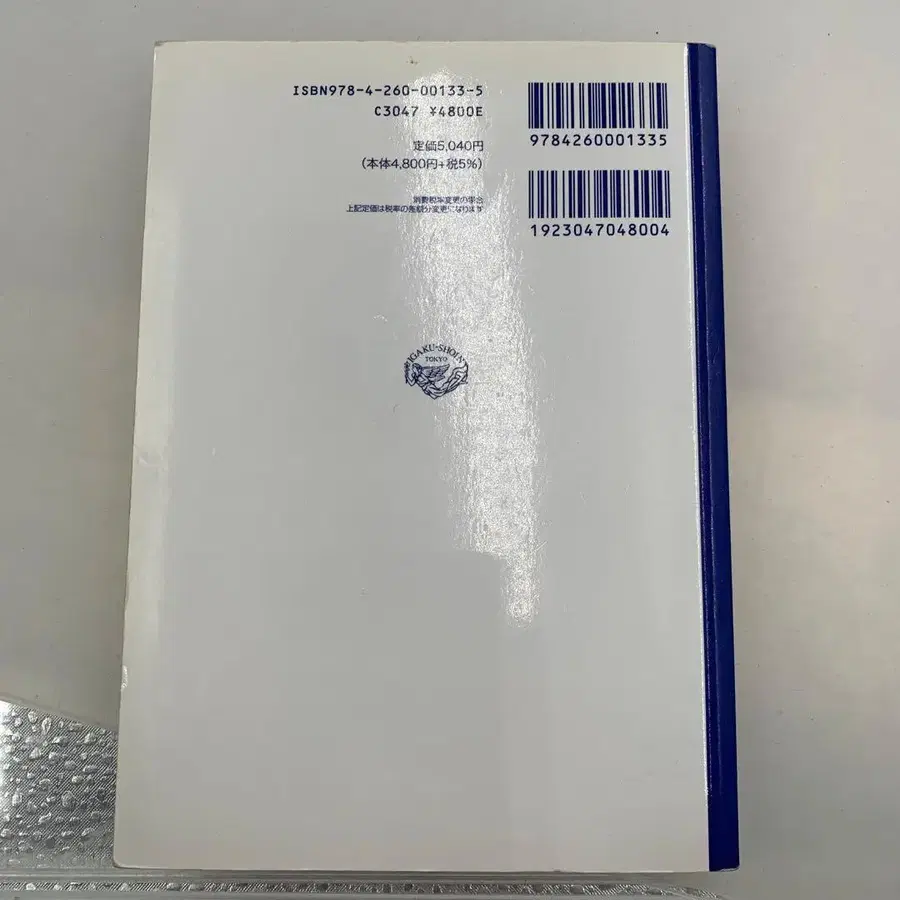 ISBN978-4-260-00133-5
C3047 ¥4800E
定価5,040円
(本体4,800円+税5%)
消費税率変更の場合
上記定価は税率の差額分変更になります
9784260001335
1923047048004
IGAKU-SHOIN
TOKYO